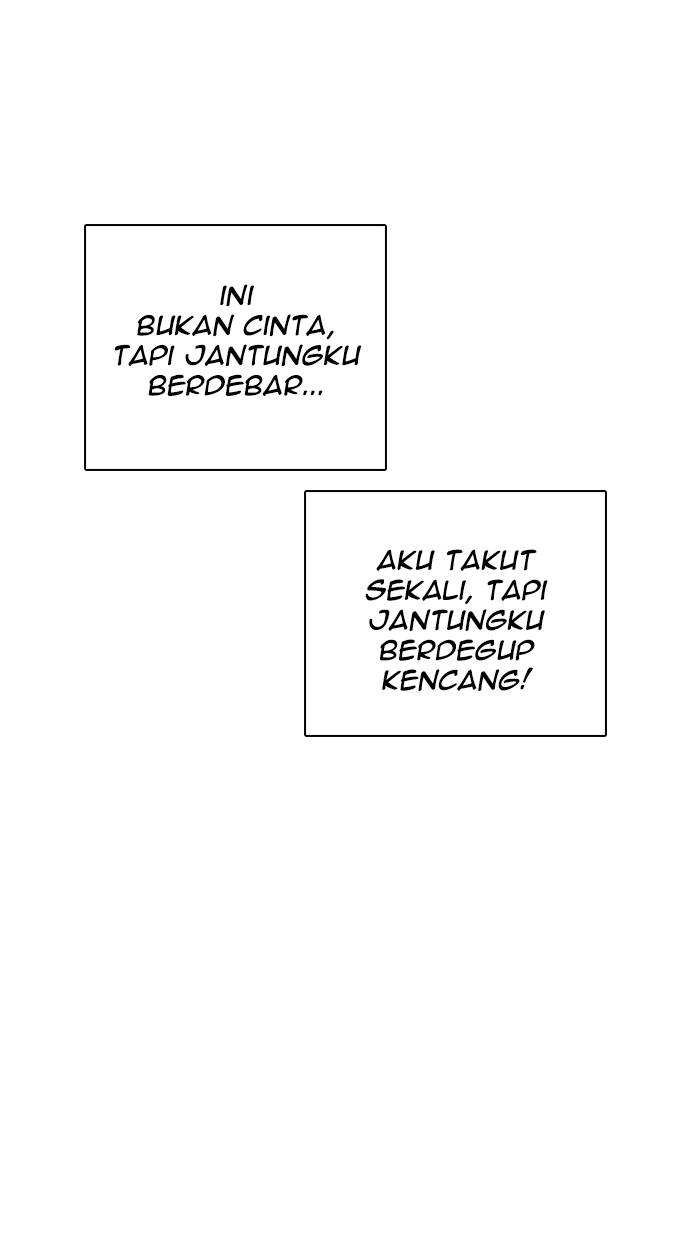 INI
BUKAN CINTA,
TAPI JANTUNGKU
BERDEBAR...
AKU TAKUT
SEKALI, TAPI
JANTUNGKU
BERDEGUP
KENCANG!